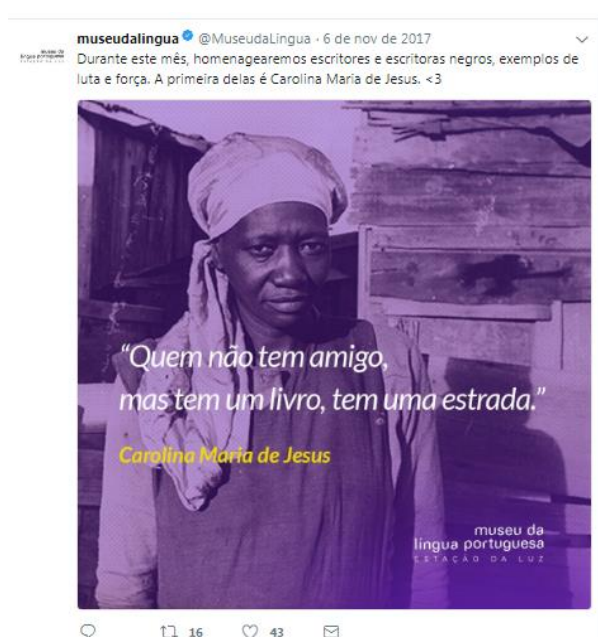 museudalingua @MuseudaLingua · 6 de nov de 2017
Durante este mês, homenagearemos escritores e escritoras negros, exemplos de
luta e força. A primeira delas é Carolina Maria de Jesus. <3
“Quem não tem amigo,
mas tem um livro, tem uma estrada.”
Carolina Maria de Jesus
museu da
língua portuguesa
ESTAÇÃO DA LUZ
16 43